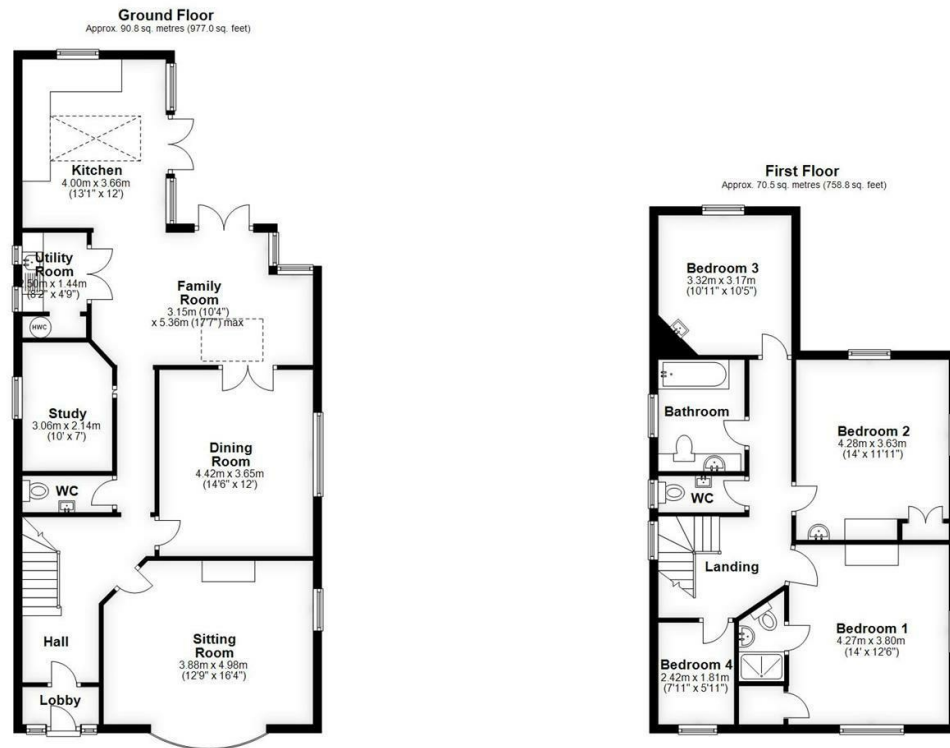 Ground Floor
Approx. 90.8 sq. metres (977.0 sq. feet)
Kitchen
4.00m x 3.66m
(13'1" x 12')
Utility
Room
50m x 1.44m
(8'2" x 4'9")
HWC
Family
Room
3.15m (10'4")
x 5.36m (17'7") max
Study
3.06m x 2.14m
(10' x 7')
WC
Dining
Room
4.42m x 3.65m
(14'6" x 12')
Hall
Sitting
Room
3.88m x 4.98m
(12'9" x 16'4")
Lobby
First Floor
Approx. 70.5 sq. metres (758.8 sq. feet)
Bedroom 3
3.32m x 3.17m
(10'11" x 10'5")
Bathroom
Bedroom 2
4.28m x 3.63m
(14' x 11'11")
WC
Landing
Bedroom 1
4.27m x 3.80m
(14' x 12'6")
Bedroom 4
2.42m x 1.81m
(7'11" x 5'11")